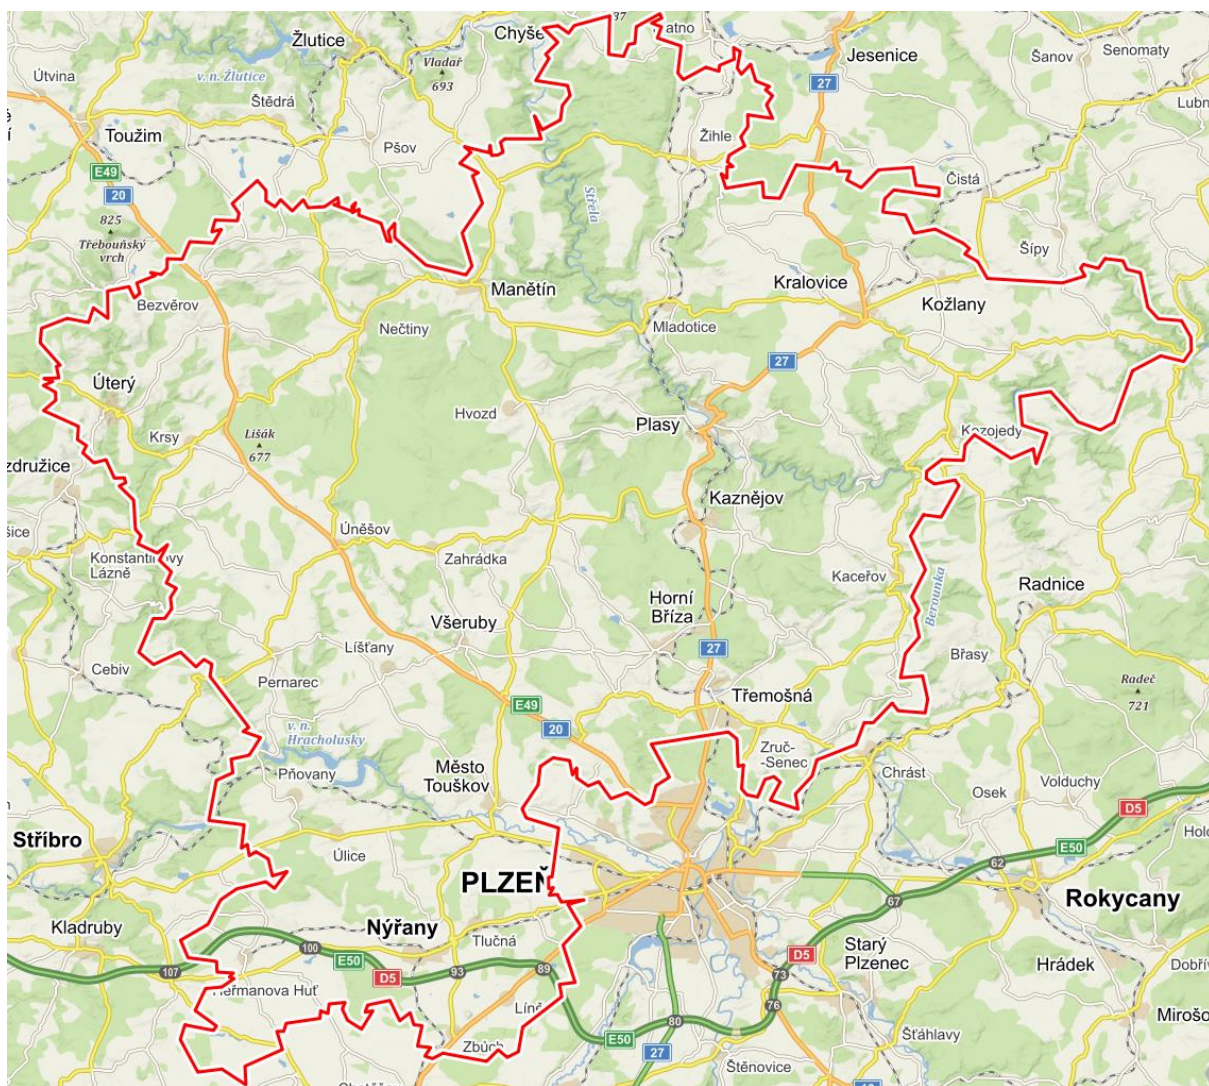 Žlutice
Chyše
Jesenice
Šanov
Senomaty
v. n. Žlutice
Vladař
693
Útvina
Štědrá
27
Toužim
Pšov
Žihle
E49
20
Čistá
825
Třebouňský
vrch
Střela
Šípy
Bezvěrov
Manětín
Kralovice
Kožlany
Nečtiny
Mladotice
27
Úterý
Hvozd
Plasy
Kozojedy
Krsy
Lišák
677
Kaznějov
Úněšov
Zahrádka
Konstantinovy
Lázně
Kaceřov
Berounka
Radnice
Horní
Bříza
Všeruby
Líšťany
27
Břasy
Cebiv
Pernarec
Třemošná
Radeč
721
E49
20
v. n.
Hracholusky
Pňovany
Město
Touškov
Zruč-
-Senec
Chrást
Volduchy
Osek
D5
Stříbro
Úlice
E50
62
PLZEŇ
67
Rokycany
Kladruby
Nýřany
Tlučná
100
E50
107
D5
93
89
Starý
Plzenec
D5
73
Hrádek
Heřmanova Huť
Líně
76
80
E50
Zbůch
27
Štěnovice
Šťáhlavy